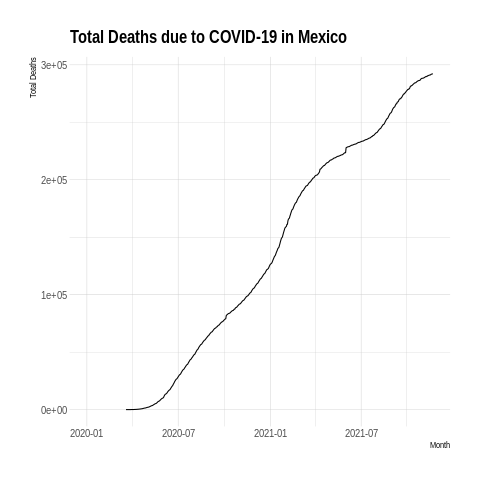 Total Deaths due to COVID-19 in Mexico
Total Deaths
3e+05
2e+05
1e+05
0e+00
2020-01 2020-07 2021-01 2021-07
Month